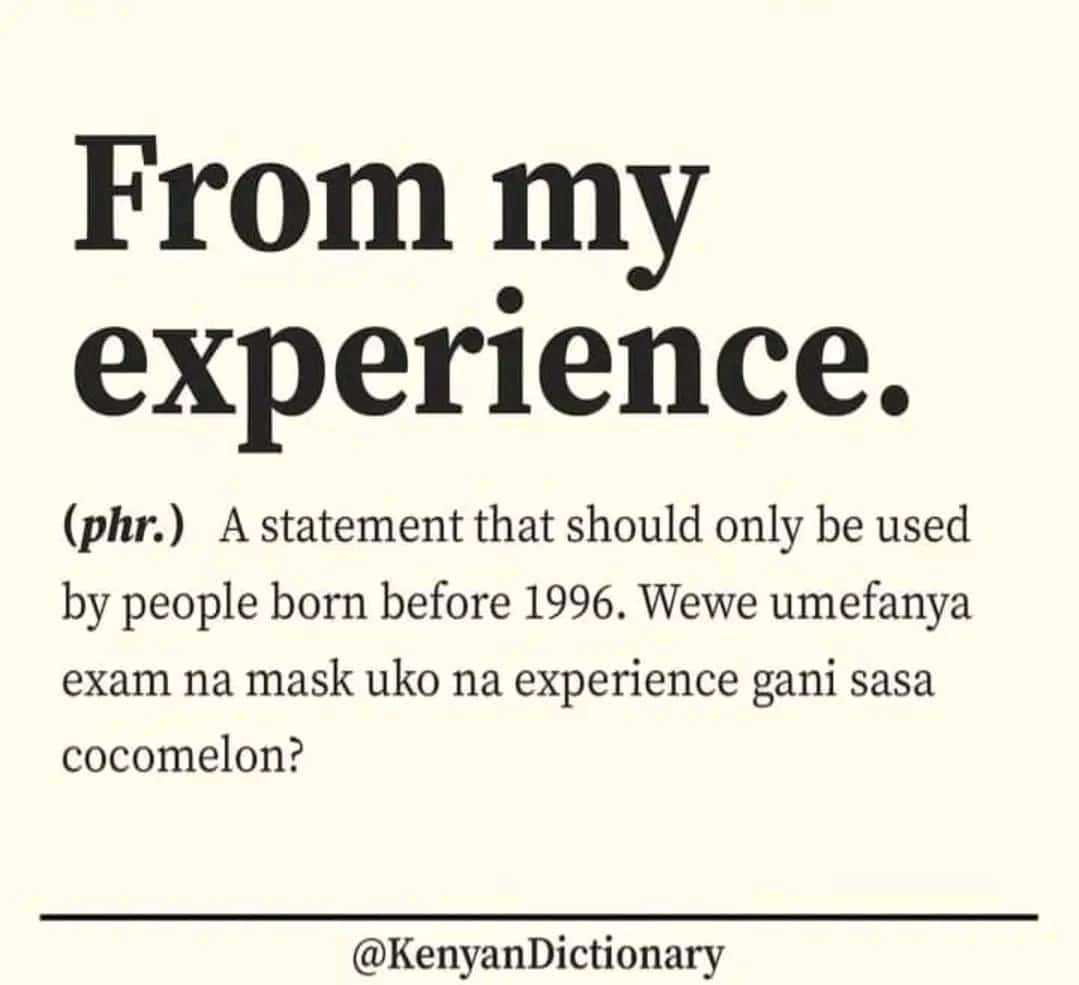 From my
experience.
(phr.) A statement that should only be used
by people born before 1996. Wewe umefanya
exam na mask uko na experience gani sasa
cocomelon?
@KenyanDictionary